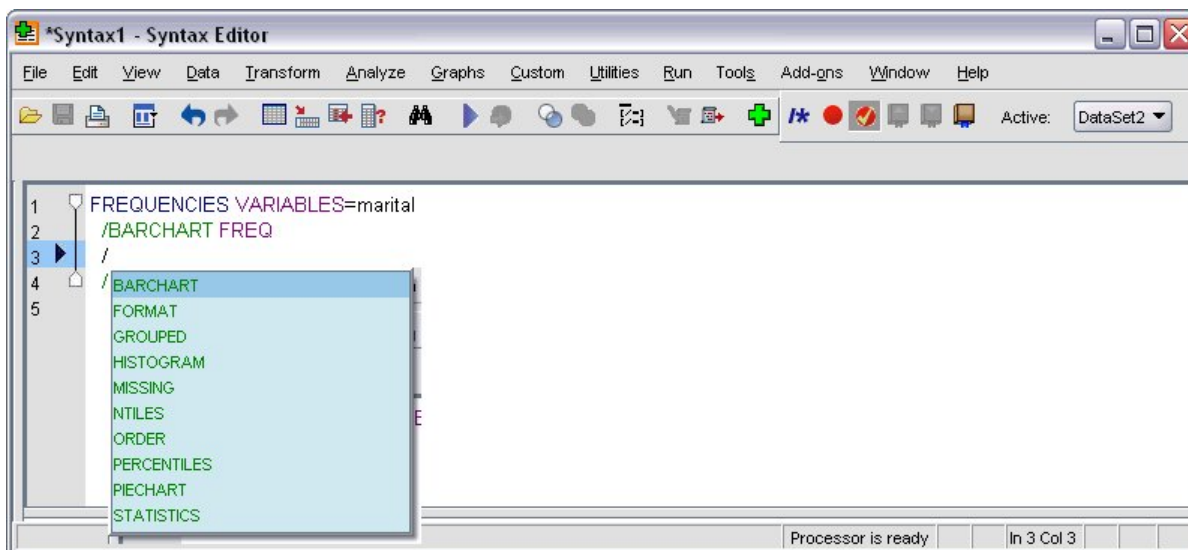 *Syntax1 - Syntax Editor
File Edit View Data Transform Analyze Graphs Custom Utilities Run Tools Add-ons Window Help
/* Active: DataSet2
1 FREQUENCIES VARIABLES=marital
2 /BARCHART FREQ
3 /
4 /
5
BARCHART
FORMAT
GROUPED
HISTOGRAM
MISSING
NTILES
ORDER
PERCENTILES
PIECHART
STATISTICS
Processor is ready In 3 Col 3